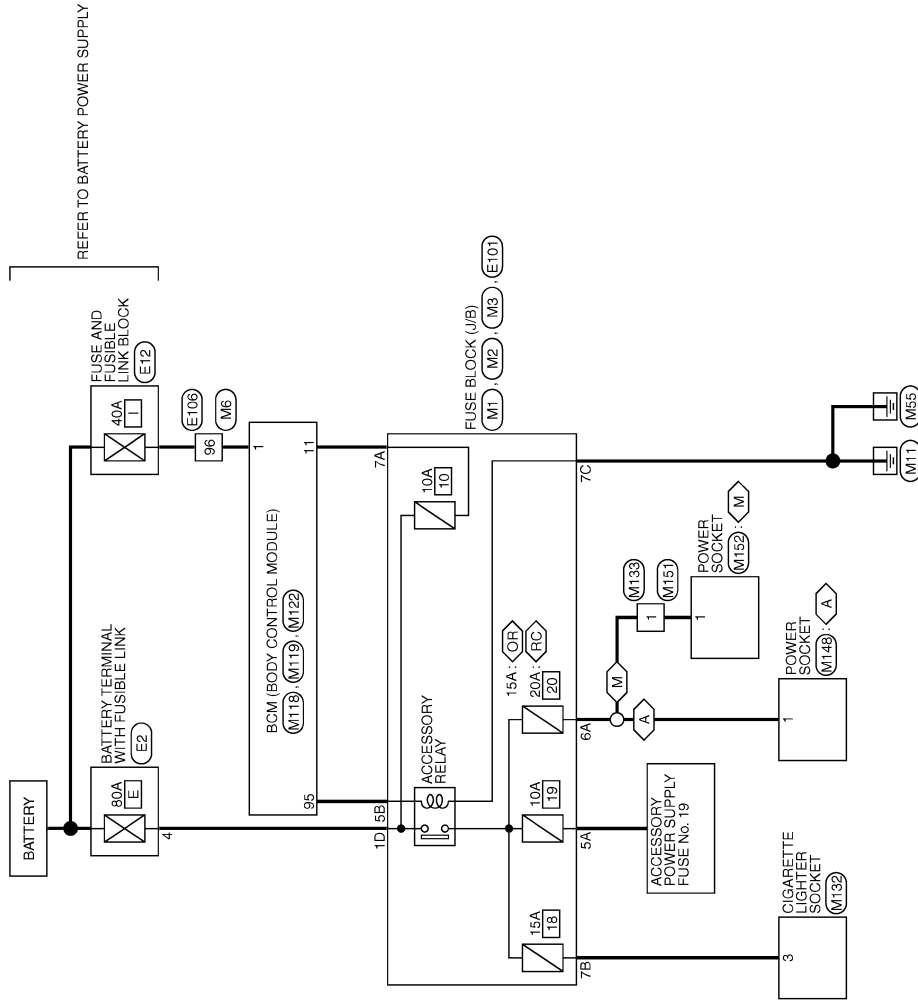 REFER TO BATTERY POWER SUPPLY
BATTERY
BATTERY TERMINAL
WITH FUSIBLE LINK
E2
80A
E
4
FUSE AND
FUSIBLE
LINK BLOCK
E12
40A
I
E106
96
M6
1
BCM (BODY CONTROL MODULE)
M118 , M119 , M122
95
11
FUSE BLOCK (J/B)
M1 , M2 , M3 , E101
1D
5B
7A
ACCESSORY
RELAY
10A
10
15A
18
10A
19
15A : OR
20A : RC
20
7B
5A
6A
7C
M
A
ACCESSORY
POWER SUPPLY
FUSE No. 19
M133
1
M151
POWER
SOCKET
M152 : M
1
POWER
SOCKET
M148 : A
1
CIGARETTE
LIGHTER
SOCKET
M132
3
M11
M55